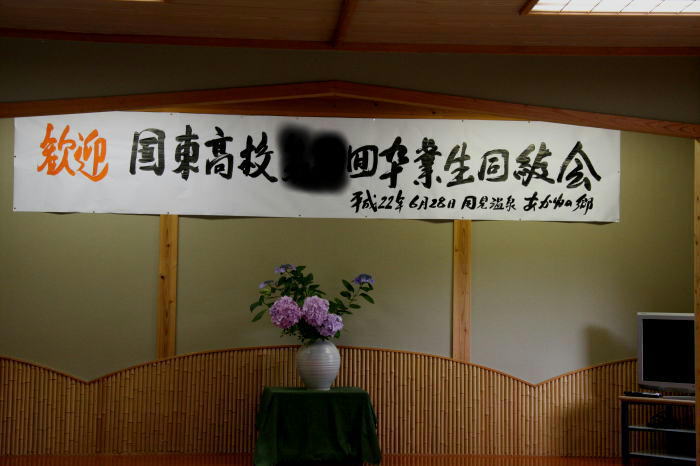 歓迎 国東高校 回卒業生同級会
平成22年6月28日 国見温泉 あかねの郷